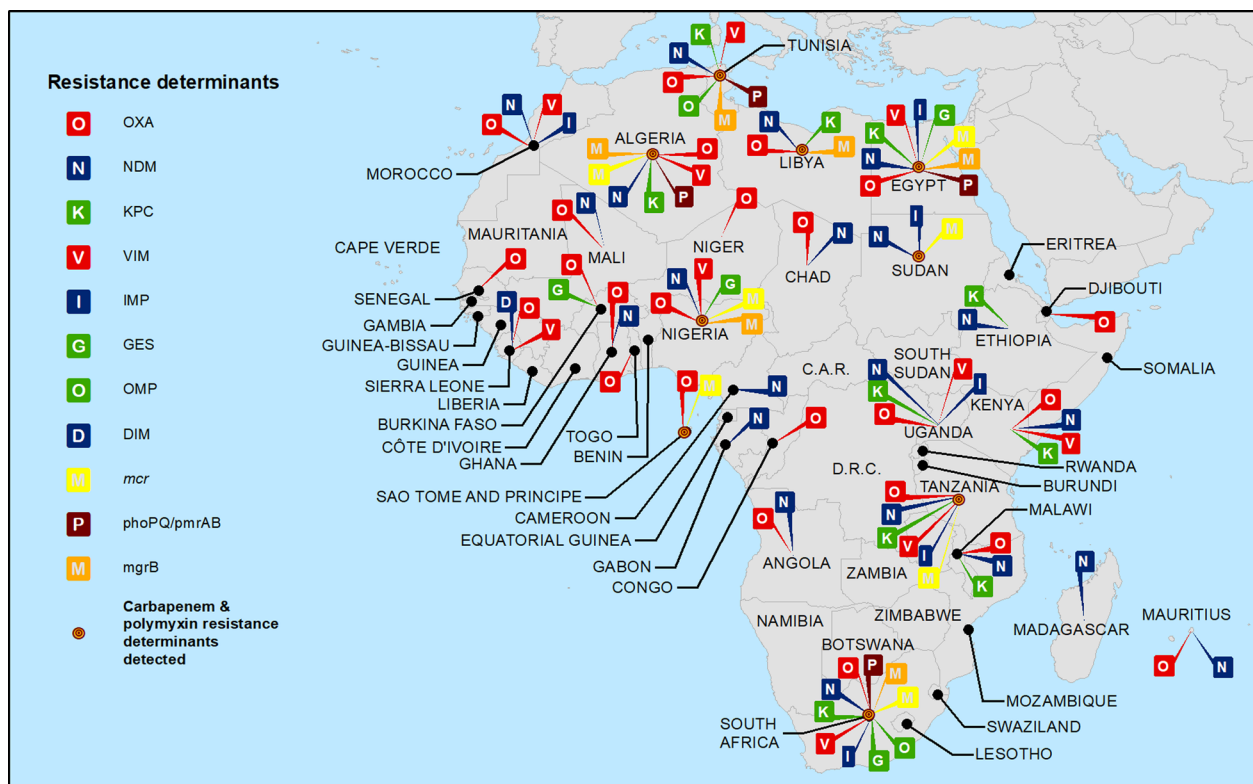 Resistance determinants
O OXA
N NDM
K KPC
V VIM
I IMP
G GES
O OMP
D DIM
M mcr
P phoPQ/pmrAB
M mgrB
Carbapenem &
polymyxin resistance
determinants
detected
K V
N
O
O
M
P
TUNISIA
N V
O I
MOROCCO
M
M
N
K
P
V
O
ALGERIA
N K
O M
LIBYA
K V I G M
N M
O P
EGYPT
MAURITANIA
CAPE VERDE
O N
MALI
O
NIGER
O N
CHAD
I
N M
SUDAN
ERITREA
DJIBOUTI
O
K
N
ETHIOPIA
SOMALIA
O
SENEGAL
GAMBIA
GUINEA-BISSAU
GUINEA
D O
V
SIERRA LEONE
LIBERIA
O
G
BURKINA FASO
CÔTE D'IVOIRE
O
N
GHANA
O
TOGO
BENIN
N V G
O M
M
NIGERIA
O M
SAO TOME AND PRINCIPE
N
CAMEROON
N
EQUATORIAL GUINEA
GABON
O
CONGO
C.A.R.
SOUTH
SUDAN
N V
K I
O
UGANDA
KENYA
O
N
V
K
RWANDA
BURUNDI
D.R.C.
TANZANIA
O
N
K
V
I
M
MALAWI
O
N
K
N
O
ANGOLA
ZAMBIA
N
MADAGASCAR
MAURITIUS
O N
NAMIBIA
ZIMBABWE
BOTSWANA
MOZAMBIQUE
SWAZILAND
LESOTHO
SOUTH
AFRICA
O P M
N M
K
V O
I G